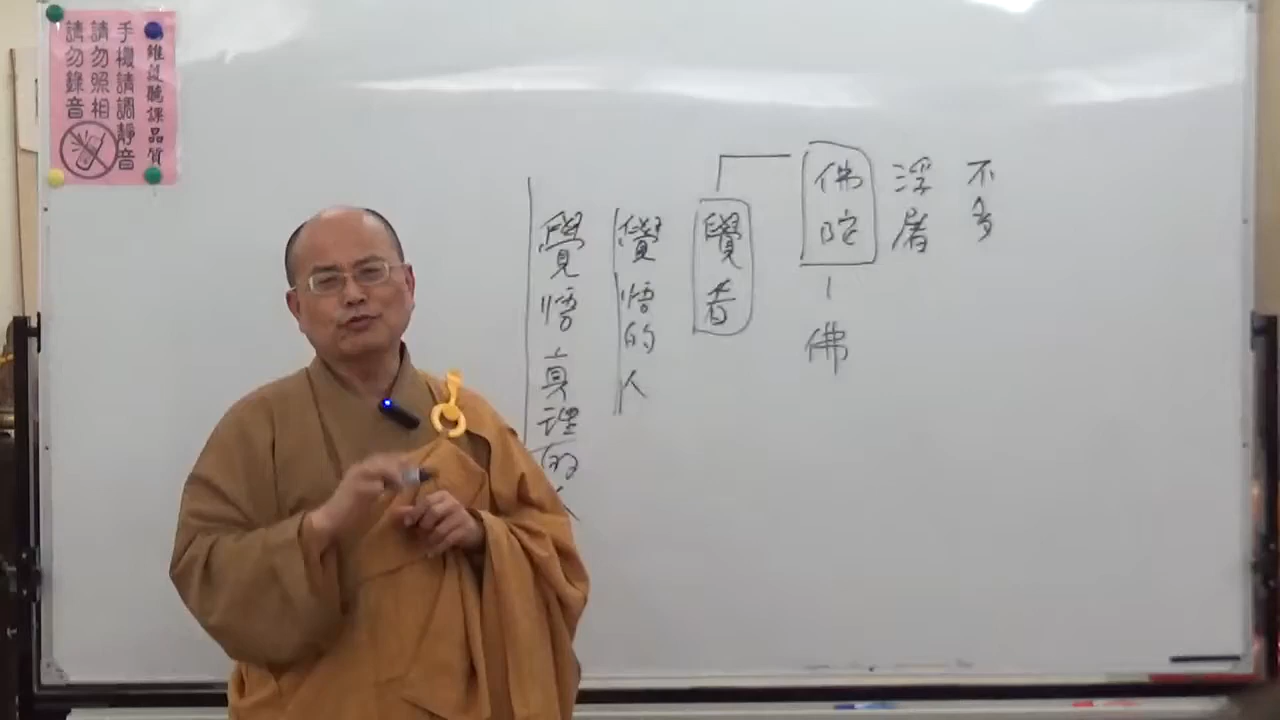 維護聽課品質
手機請調靜音
請勿照相
請勿錄音
不多
浮屠
佛陀
佛
覺者
覺悟的人
覺悟真理的人